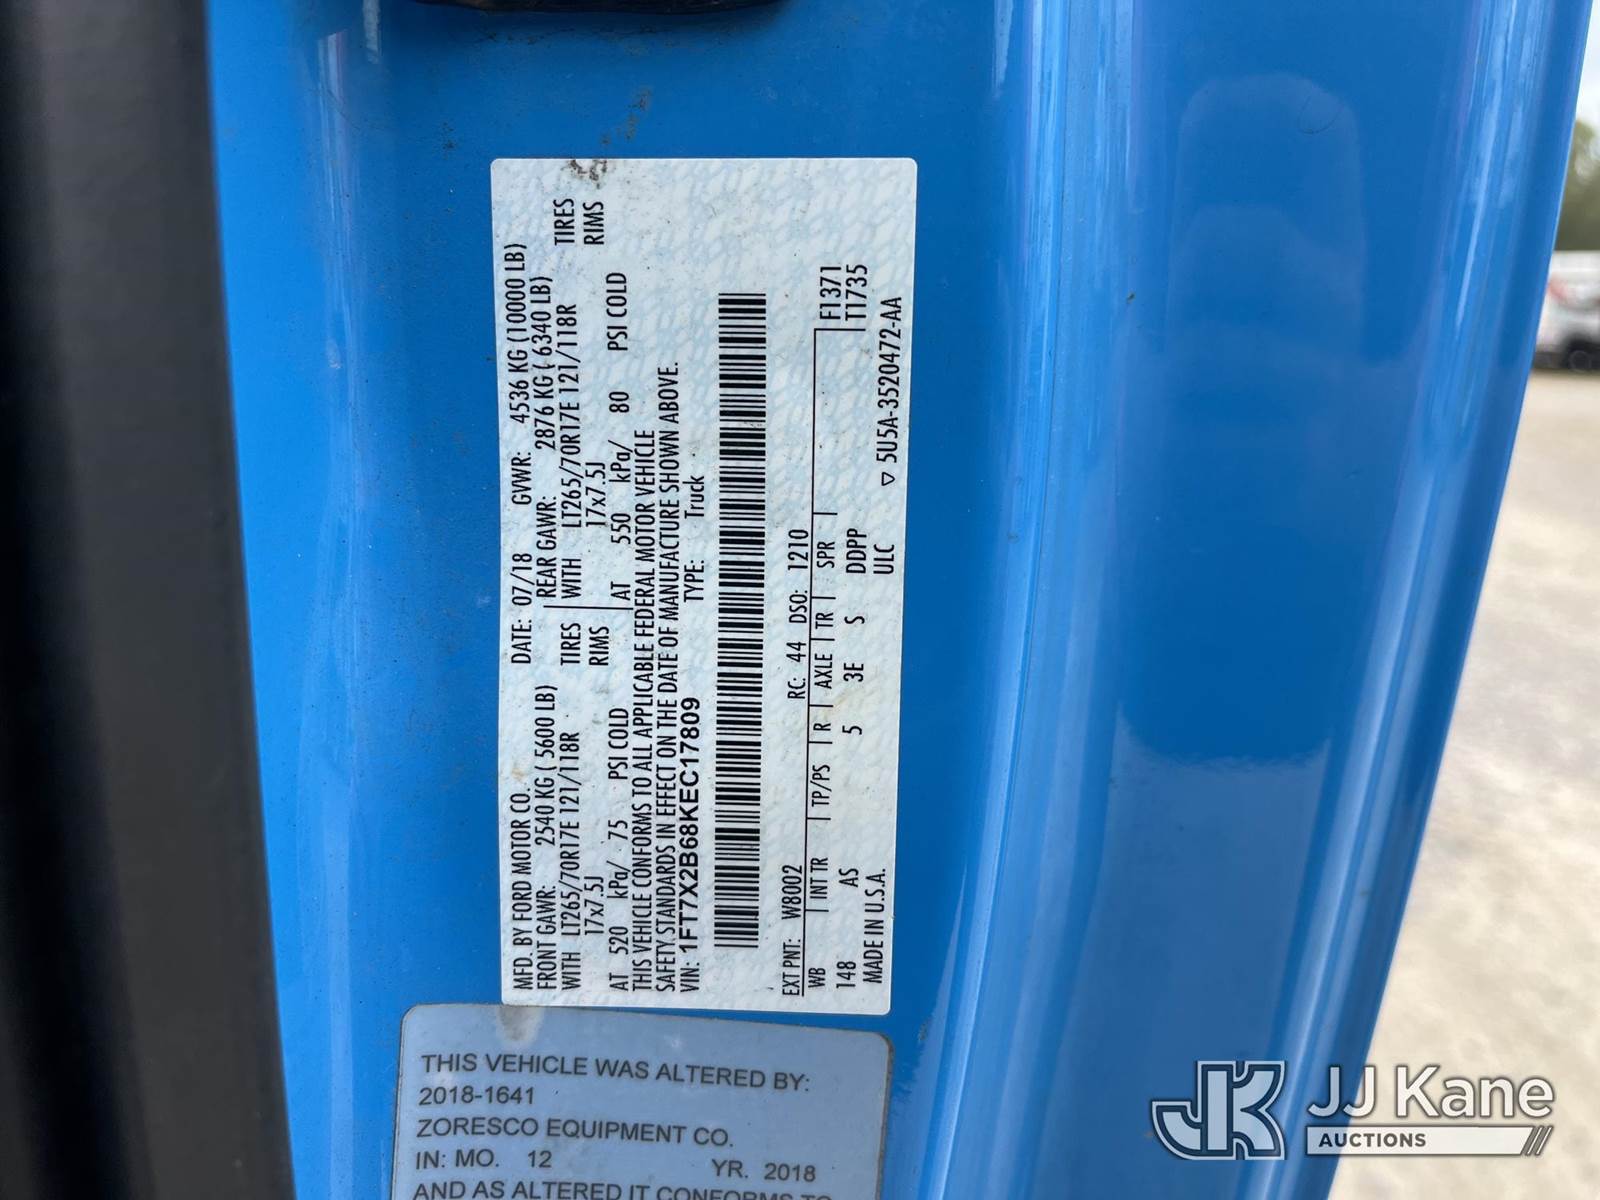 MFD. BY FORD MOTOR CO. DATE: 07/18 GVWR: 4536 KG (10000 LB)
FRONT GAWR: 2540 KG ( 5600 LB) REAR GAWR: 2876 KG ( 6340 LB)
WITH LT265/70R17E 121/118R TIRES WITH LT265/70R17E 121/118R TIRES
17x7.5J RIMS 17x7.5J RIMS
AT 520 kPa/ 75 PSI COLD AT 550 kPa/ 80 PSI COLD
THIS VEHICLE CONFORMS TO ALL APPLICABLE FEDERAL MOTOR VEHICLE
SAFETY STANDARDS IN EFFECT ON THE DATE OF MANUFACTURE SHOWN ABOVE.
VIN: 1FT7X2B68KEC17809 TYPE: Truck
EXT PNT: W8002 RC: 44 DSO: 1210
WB INT TR TP/PS R AXLE TR SPR F1371
148 AS 5 3E S DDPP T1735
MADE IN U.S.A. ULC ▽ 5U5A-3520472-AA
THIS VEHICLE WAS ALTERED BY:
2018-1641
ZORESCO EQUIPMENT CO.
IN: MO. 12 YR. 2018
AND AS ALTERED IT CONFORMS TO
JK JJ Kane
AUCTIONS